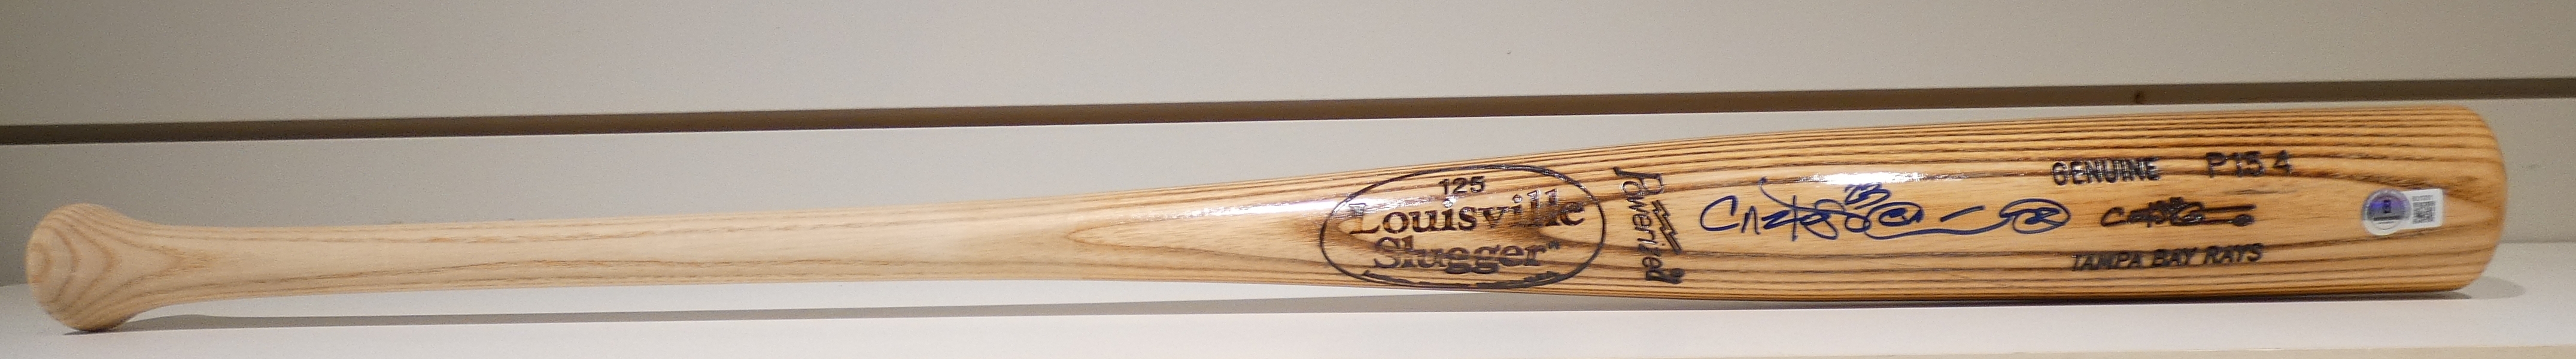 125
Louisville
Slugger
Powerized
GENUINE P15 4
TAMPA BAY RAYS